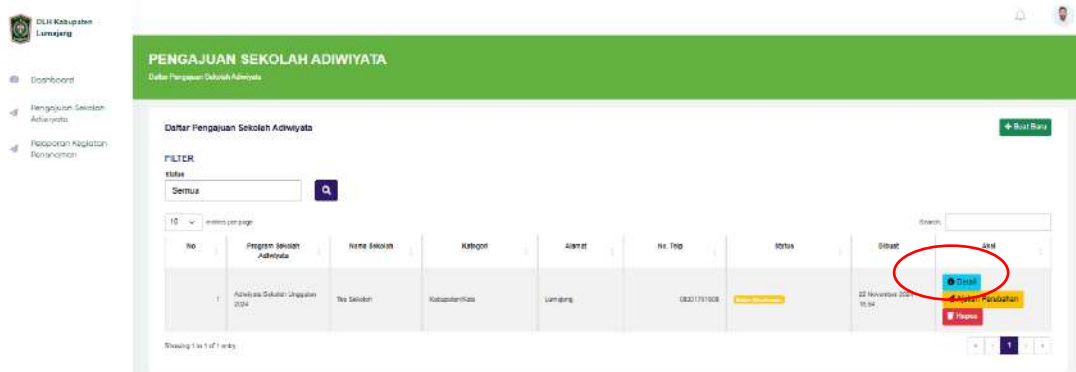 DLH Kabupaten
Lumajang
PENGAJUAN SEKOLAH ADIWIYATA
Daftar Pengajuan Sekolah Adiwiyata
Dashboard
Pengajuan Sekolah
Adiwiyata
Pelaporan Kegiatan
Penanaman
Daftar Pengajuan Sekolah Adiwiyata
+ Buat Baru
FILTER
Status
Semua
10 entries per page
Search:
No Program Sekolah Adiwiyata Nama Sekolah Kategori Alamat No. Telp Status Dibuat Aksi
1 Adiwiyata Sekolah Unggulan 2024 Tes Sekolah Kabupaten/Kota Lumajang 22 November 2024
Detail
Ajukan Perubahan
Hapus
Showing 1 to 1 of 1 entry
« ‹ 1 › »